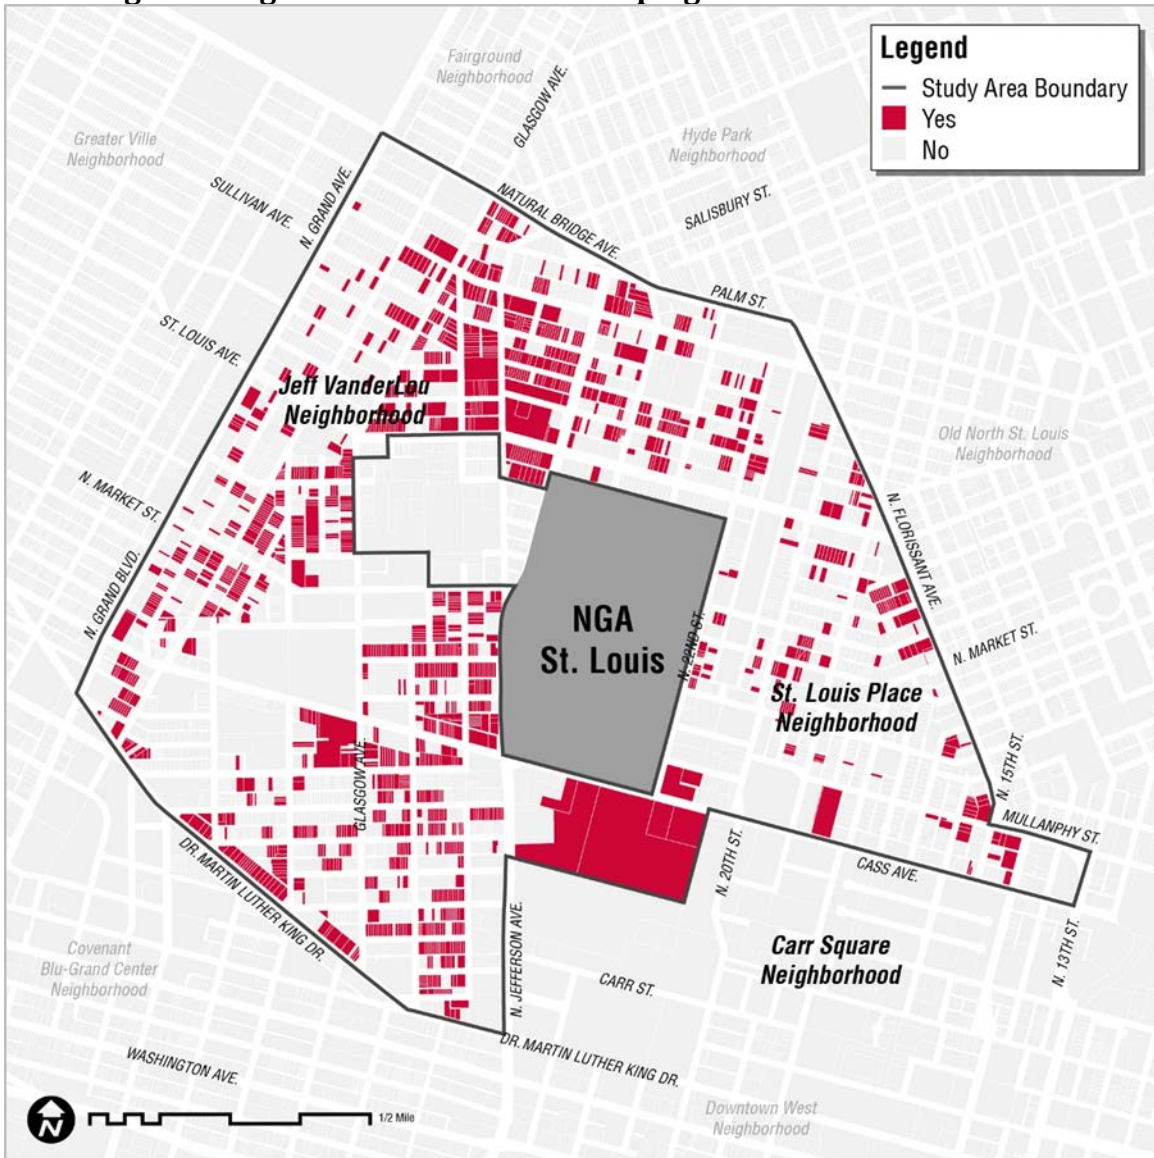 Legend
Study Area Boundary
Yes
No
Fairground
Neighborhood
GLASGOW AVE.
Greater Ville
Neighborhood
Hyde Park
Neighborhood
SULLIVAN AVE.
N. GRAND AVE.
NATURAL BRIDGE AVE.
SALISBURY ST.
PALM ST.
ST. LOUIS AVE.
Jeff VanderLou
Neighborhood
Old North St. Louis
Neighborhood
N. MARKET ST.
N. FLORISSANT AVE.
N. GRAND BLVD.
NGA
St. Louis
N. 22ND ST.
N. MARKET ST.
St. Louis Place
Neighborhood
GLASGOW AVE.
N. 15TH ST.
MULLANPHY ST.
DR. MARTIN LUTHER KING DR.
N. 20TH ST.
CASS AVE.
N. JEFFERSON AVE.
Covenant
Blu-Grand Center
Neighborhood
Carr Square
Neighborhood
N. 13TH ST.
CARR ST.
DR. MARTIN LUTHER KING DR.
WASHINGTON AVE.
Downtown West
Neighborhood
N
1/2 Mile